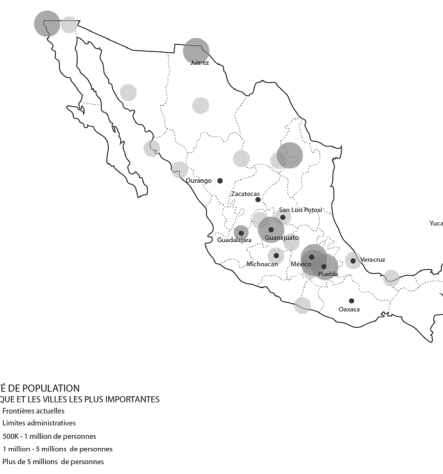 Juarez
Durango
Zacatecas
San Luis Potosi
Yuca
Guadalajara
Guanajuato
Michoacan
México
Veracruz
Puebla
Oaxaca
TÉ DE POPULATION
QUE ET LES VILLES LES PLUS IMPORTANTES
Frontières actuelles
Limites administratives
500K - 1 million de personnes
1 million - 5 millions de personnes
Plus de 5 millions de personnes